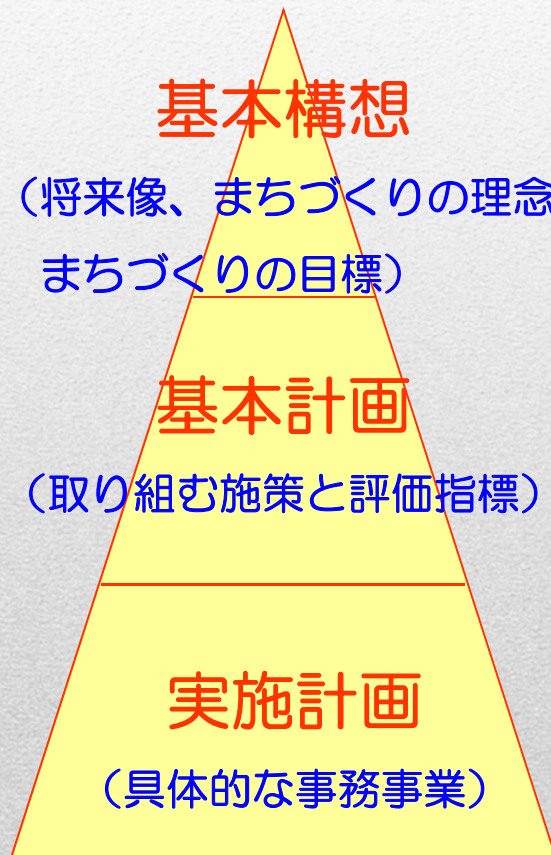 基本構想
（将来像、まちづくりの理念
まちづくりの目標）
基本計画
（取り組む施策と評価指標）
実施計画
（具体的な事務事業）